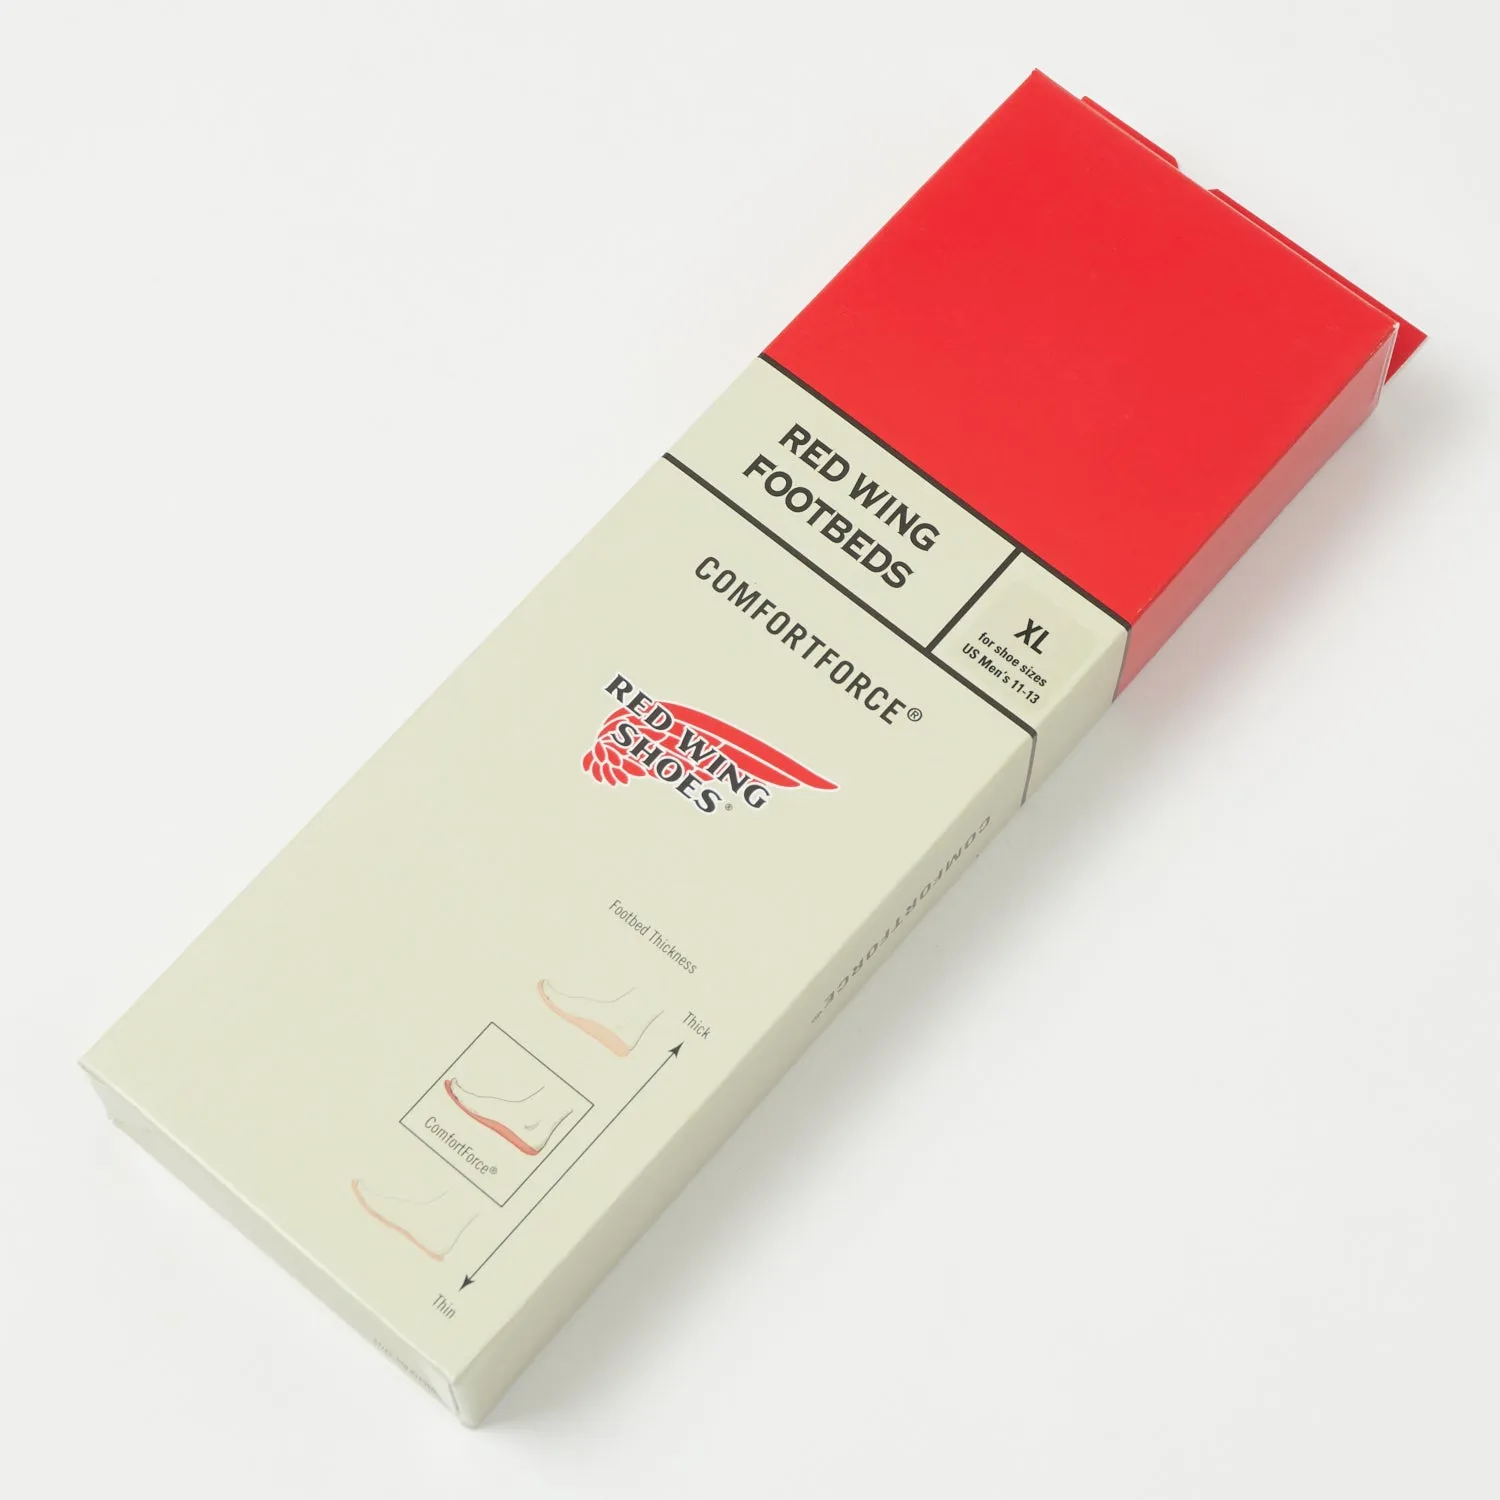 RED WING
FOOTBEDS
XL
for shoe sizes
US Men's 11-13
COMFORTFORCE®
RED WING
SHOES®
Footbed Thickness
Thick
ComfortForce®
Thin
COMFORTFORCE®